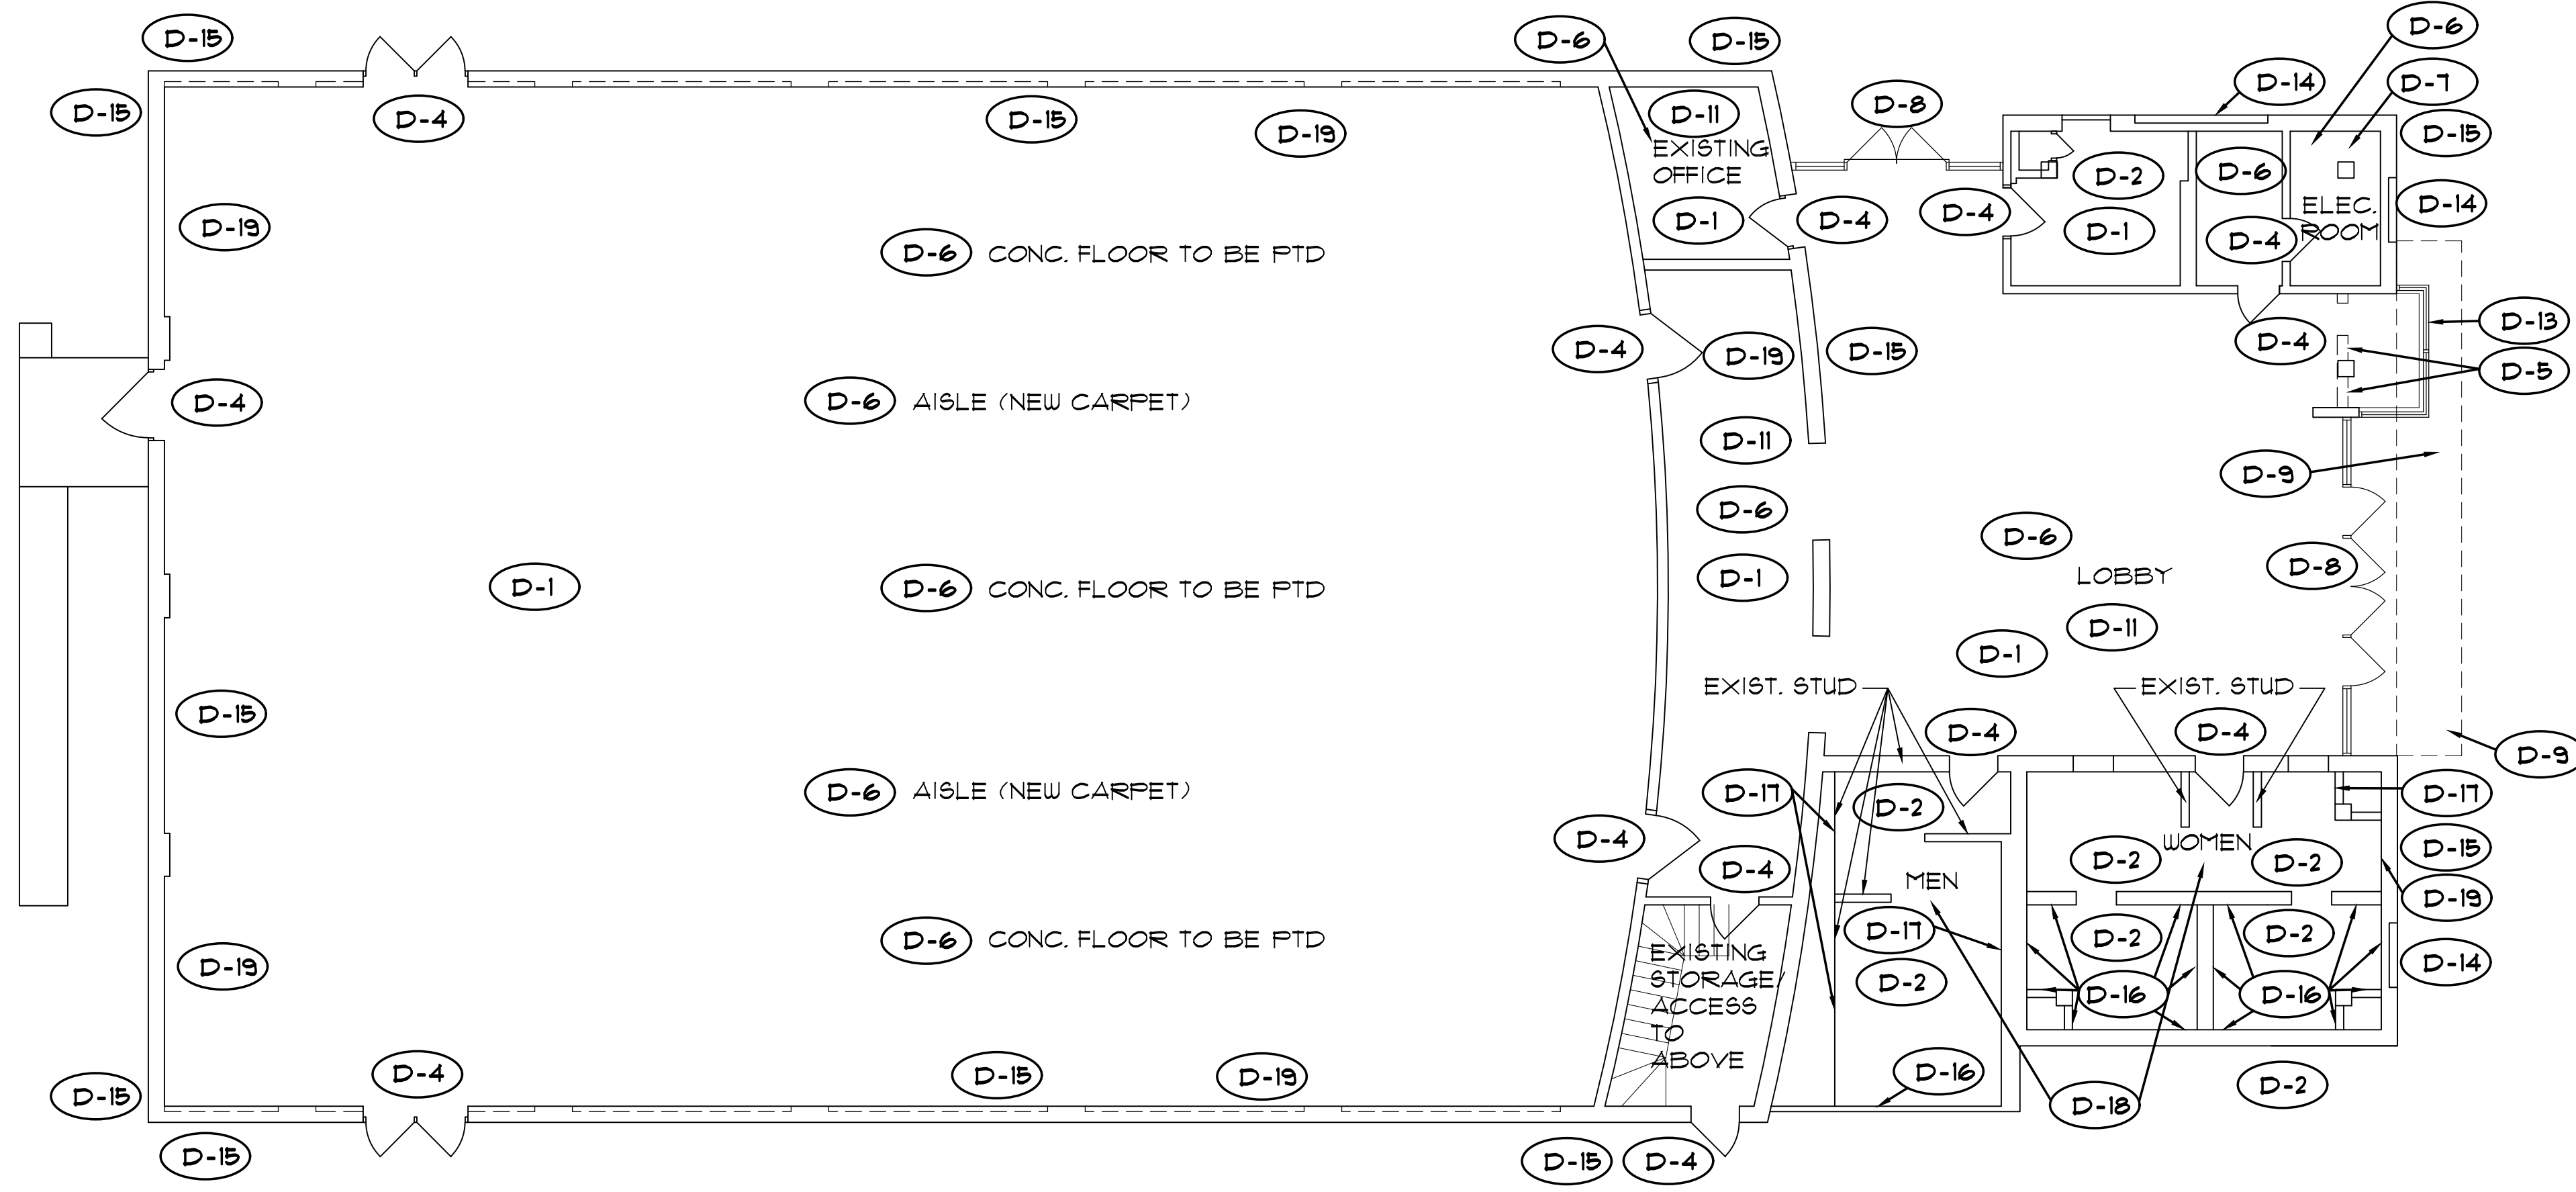 D-15
D-6
D-15
D-6
D-15
D-4
D-15
D-19
D-11
D-8
D-14
D-7
D-15
EXISTING
OFFICE
D-2
D-6
D-19
D-6 CONC. FLOOR TO BE PTD
D-1
D-4
D-4
D-1
D-4
ELEC.
ROOM
D-14
D-4
D-19
D-15
D-4
D-13
D-5
D-4
D-6 AISLE (NEW CARPET)
D-11
D-9
D-6
D-6
D-8
D-1
D-6 CONC. FLOOR TO BE PTD
D-1
LOBBY
D-11
D-1
D-15
EXIST. STUD
EXIST. STUD
D-4
D-4
D-9
D-6 AISLE (NEW CARPET)
D-17
D-2
D-17
D-4
D-4
WOMEN
D-2
D-2
D-15
MEN
D-19
D-19
D-6 CONC. FLOOR TO BE PTD
D-17
D-2
D-2
EXISTING
STORAGE/
ACCESS
TO
ABOVE
D-2
D-16
D-16
D-14
D-15
D-4
D-15
D-19
D-16
D-18
D-2
D-15
D-15
D-4